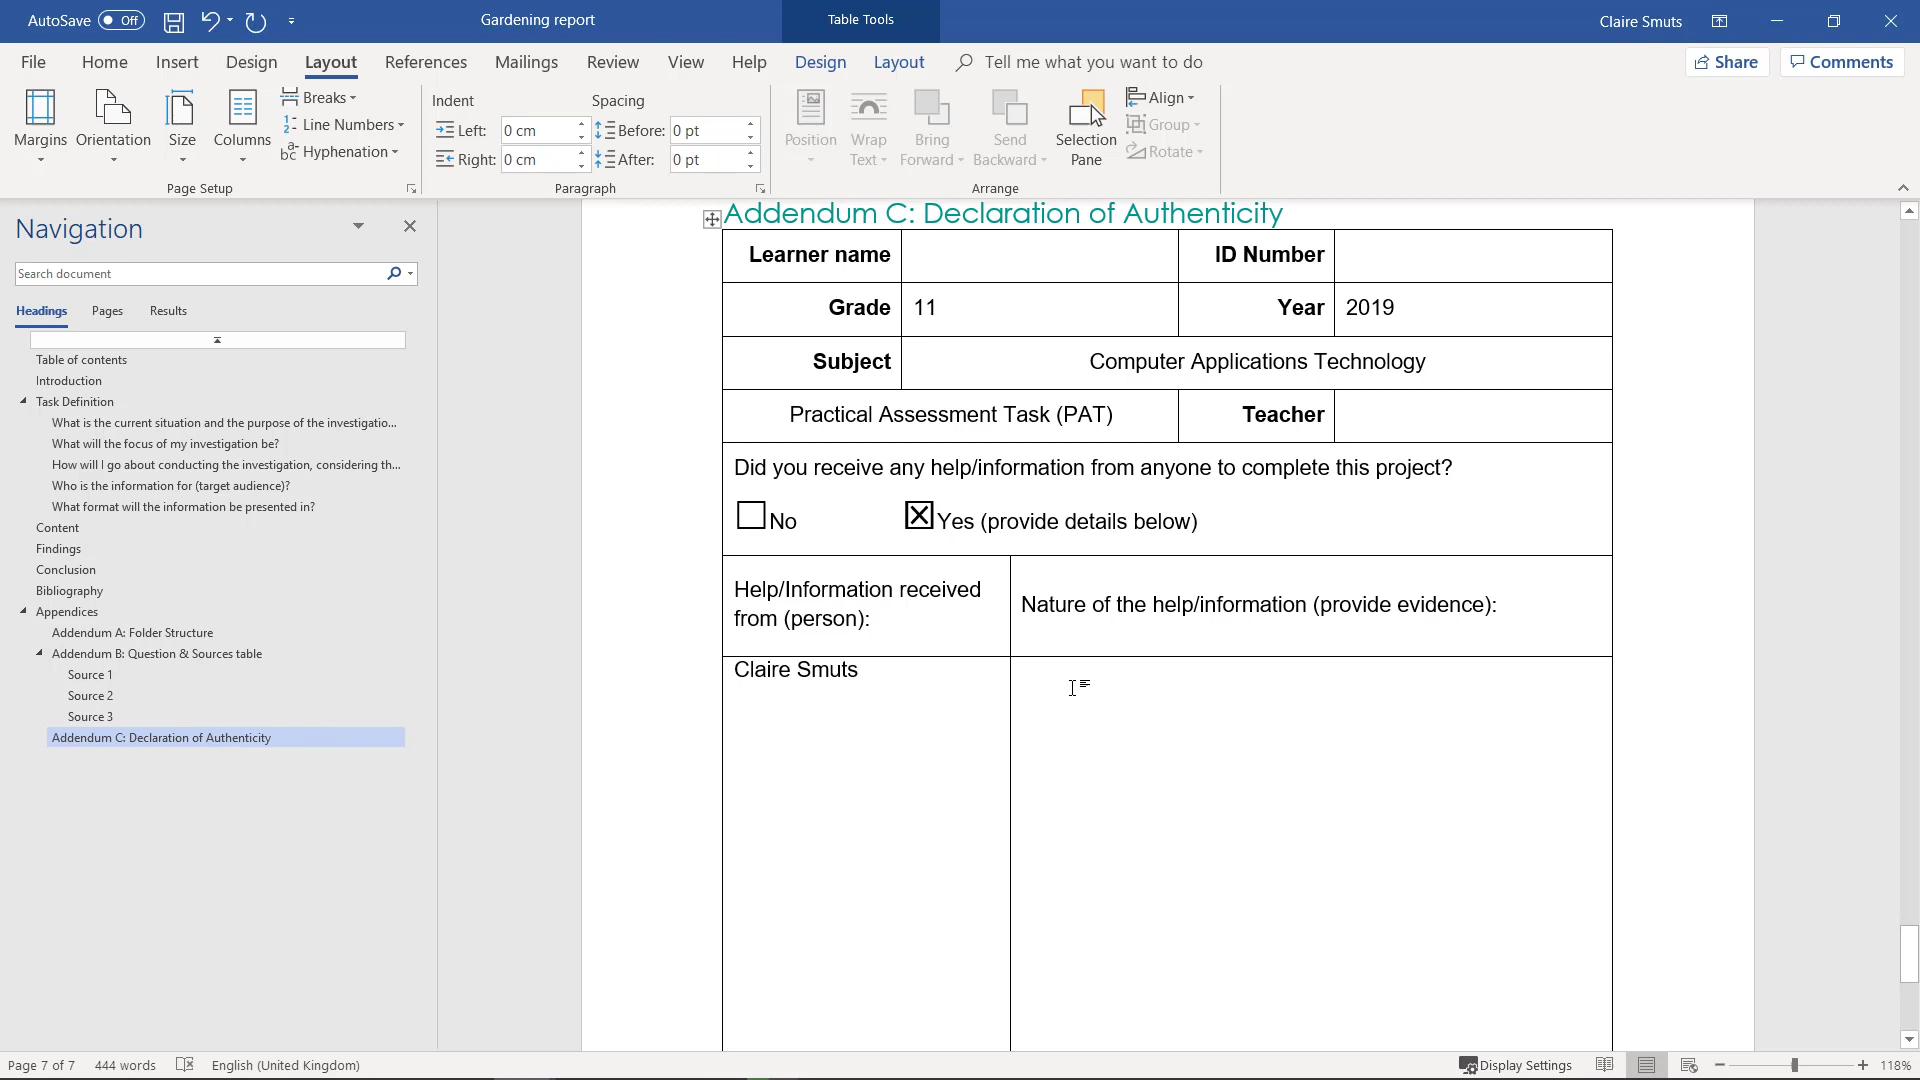 AutoSave Off Gardening report Table Tools Claire Smuts
File Home Insert Design Layout References Mailings Review View Help Design Layout Tell me what you want to do Share Comments
Margins Orientation Size Columns
Breaks
Line Numbers
Hyphenation
Page Setup
Indent Spacing
Left: 0 cm Before: 0 pt
Right: 0 cm After: 0 pt
Paragraph
Position
Wrap Text
Bring Forward
Send Backward
Selection Pane
Align
Group
Rotate
Arrange
Navigation
Search document
Headings Pages Results
Table of contents
Introduction
Task Definition
What is the current situation and the purpose of the investigatio...
What will the focus of my investigation be?
How will I go about conducting the investigation, considering th...
Who is the information for (target audience)?
What format will the information be presented in?
Content
Findings
Conclusion
Bibliography
Appendices
Addendum A: Folder Structure
Addendum B: Question & Sources table
Source 1
Source 2
Source 3
Addendum C: Declaration of Authenticity
Addendum C: Declaration of Authenticity
Learner name ID Number
Grade 11 Year 2019
Subject Computer Applications Technology
Practical Assessment Task (PAT) Teacher
Did you receive any help/information from anyone to complete this project?
☐No ☒Yes (provide details below)
Help/Information received
from (person):
Nature of the help/information (provide evidence):
Claire Smuts
Page 7 of 7 444 words English (United Kingdom) Display Settings 118%